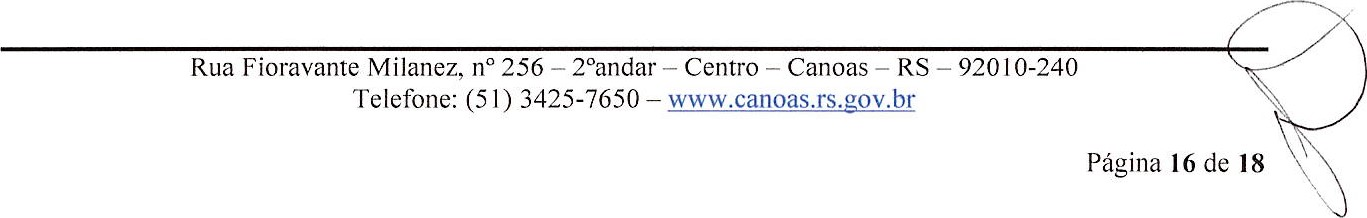 Rua Fioravante Milanez, nº 256 – 2ºandar – Centro – Canoas – RS – 92010-240
Telefone: (51) 3425-7650 – www.canoas.rs.gov.br
Página 16 de 18